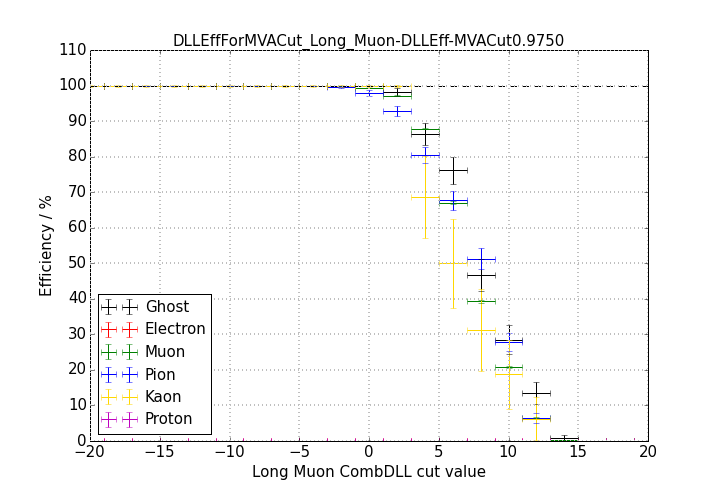 DLLEffForMVACut_Long_Muon-DLLEff-MVACut0.9750
110
100
90
80
70
60
50
40
30
20
10
0
Efficiency / %
Ghost
Electron
Muon
Pion
Kaon
Proton
−20 −15 −10 −5 0 5 10 15 20
Long Muon CombDLL cut value